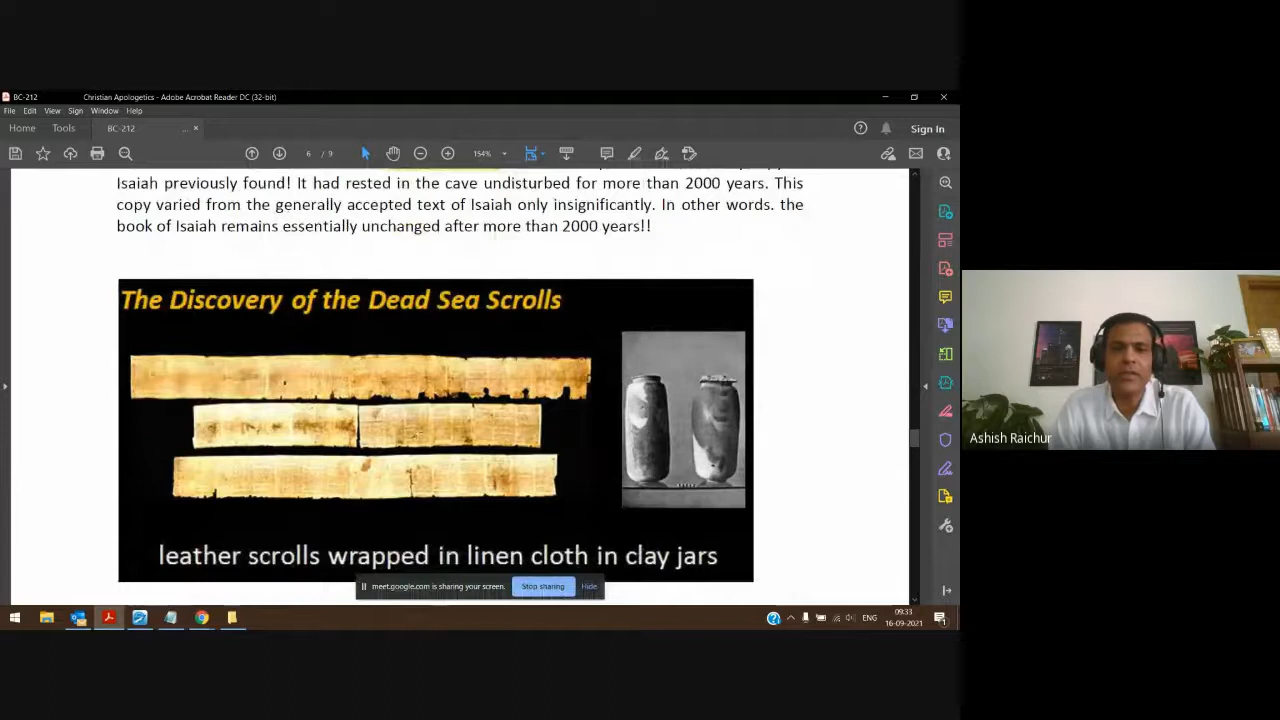 BC-212 Christian Apologetics - Adobe Acrobat Reader DC (32-bit)
File Edit View Sign Window Help
Home Tools BC-212 ... × Sign In
6 / 9 154%
Isaiah previously found! It had rested in the cave undisturbed for more than 2000 years. This
copy varied from the generally accepted text of Isaiah only insignificantly. In other words. the
book of Isaiah remains essentially unchanged after more than 2000 years!!
The Discovery of the Dead Sea Scrolls
leather scrolls wrapped in linen cloth in clay jars
meet.google.com is sharing your screen. Stop sharing Hide
Ashish Raichur
ENG 09:33
16-09-2021